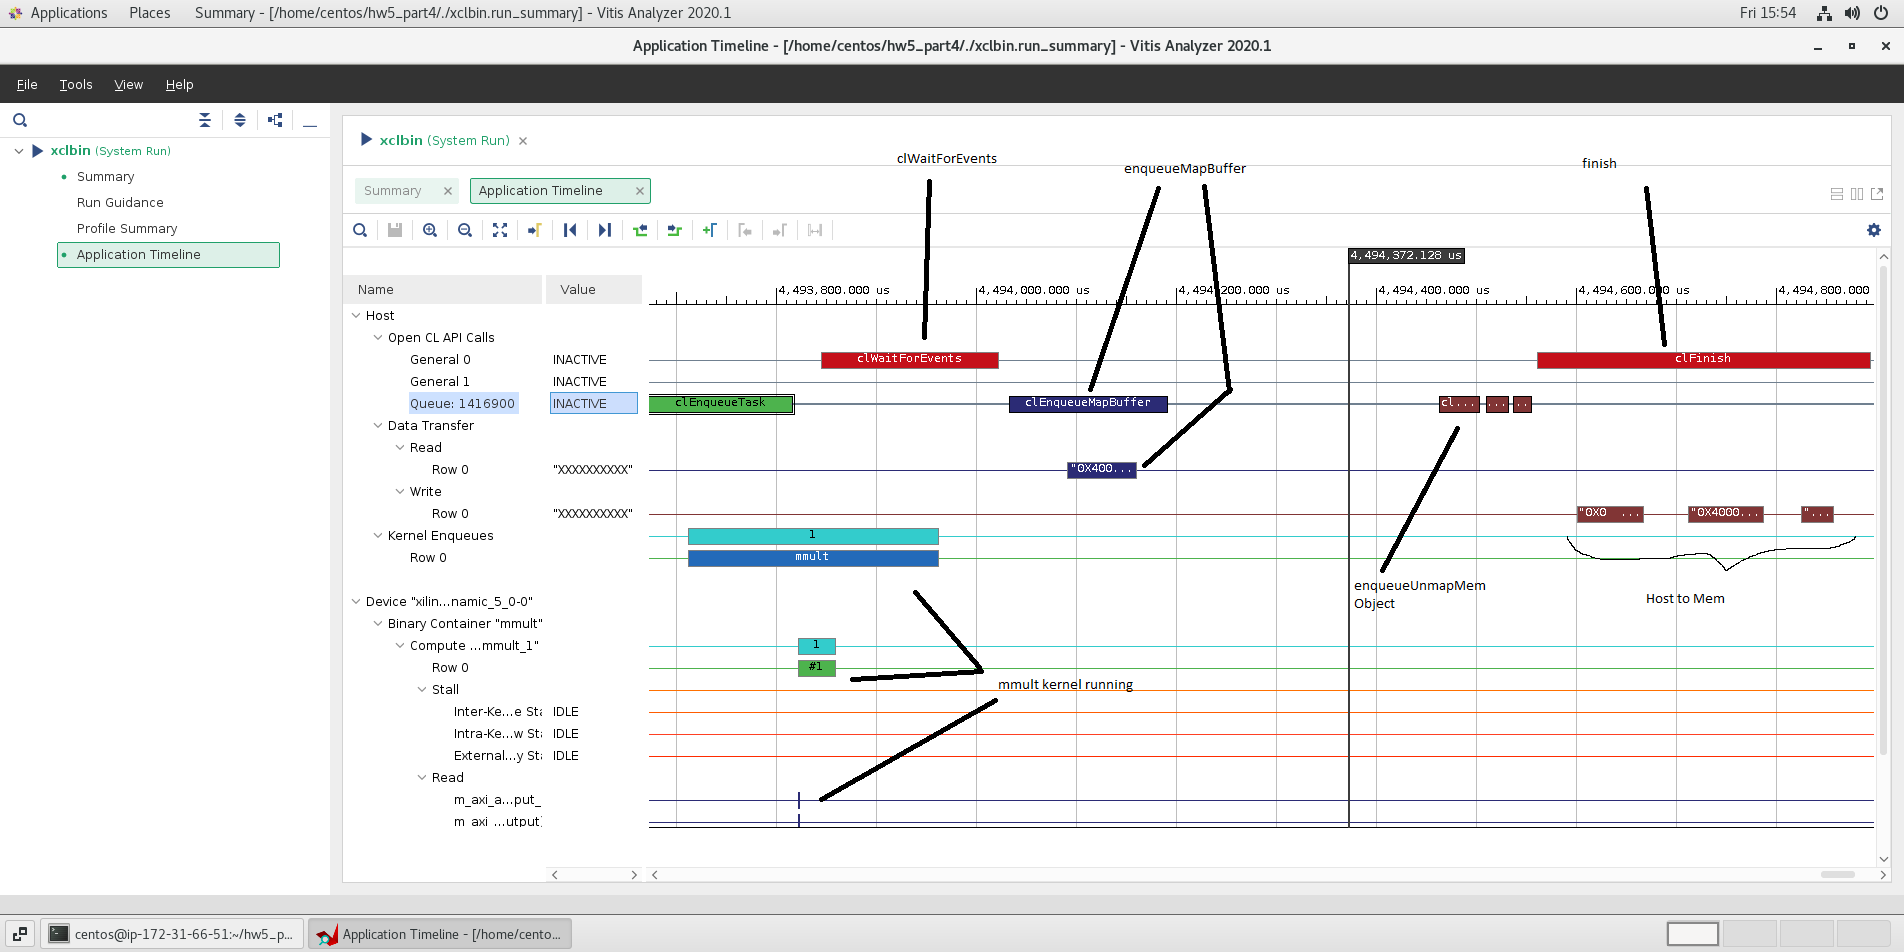 Applications Places Summary - [/home/centos/hw5_part4/./xclbin.run_summary] - Vitis Analyzer 2020.1 Fri 15:54
Application Timeline - [/home/centos/hw5_part4/./xclbin.run_summary] - Vitis Analyzer 2020.1
File Tools View Help
xclbin (System Run)
Summary
Run Guidance
Profile Summary
Application Timeline
xclbin (System Run)
clWaitForEvents
enqueueMapBuffer
finish
Summary
Application Timeline
4,494,372.128 us
Name Value
4,493,800.000 us 4,494,000.000 us 4,494,200.000 us 4,494,400.000 us 4,494,600.000 us 4,494,800.000
Host
Open CL API Calls
General 0 INACTIVE clWaitForEvents clFinish
General 1 INACTIVE
Queue: 1416900 INACTIVE clEnqueueTask clEnqueueMapBuffer cl... ... ..
Data Transfer
Read
Row 0 "XXXXXXXXXX" "0X400...
Write
Row 0 "XXXXXXXXXX" "0X0 ... "0X4000... "...
Kernel Enqueues 1
Row 0 mmult
enqueueUnmapMem
Object
Host to Mem
Device "xilin...namic_5_0-0"
Binary Container "mmult"
Compute ...mmult_1" 1
Row 0 #1
mmult kernel running
Stall
Inter-Ke...e Sta IDLE
Intra-Ke...w Sta IDLE
External...y Sta IDLE
Read
m_axi_a...put_
m_axi_...utput)
centos@ip-172-31-66-51:~/hw5_p... Application Timeline - [/home/cento...